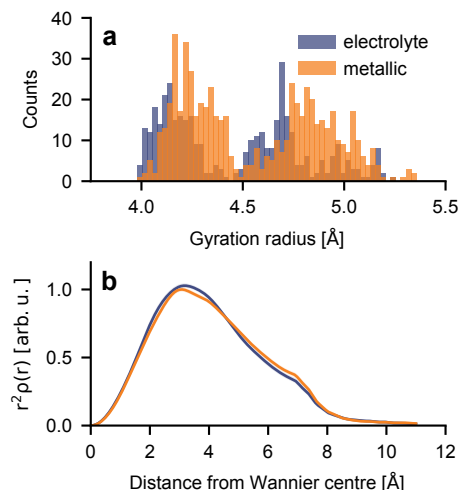 a
electrolyte
metallic
40
30
20
10
0
Counts
4.0 4.5 5.0 5.5
Gyration radius [Å]
b
1.0
0.5
0.0
r²ρ(r) [arb. u.]
0 2 4 6 8 10 12
Distance from Wannier centre [Å]